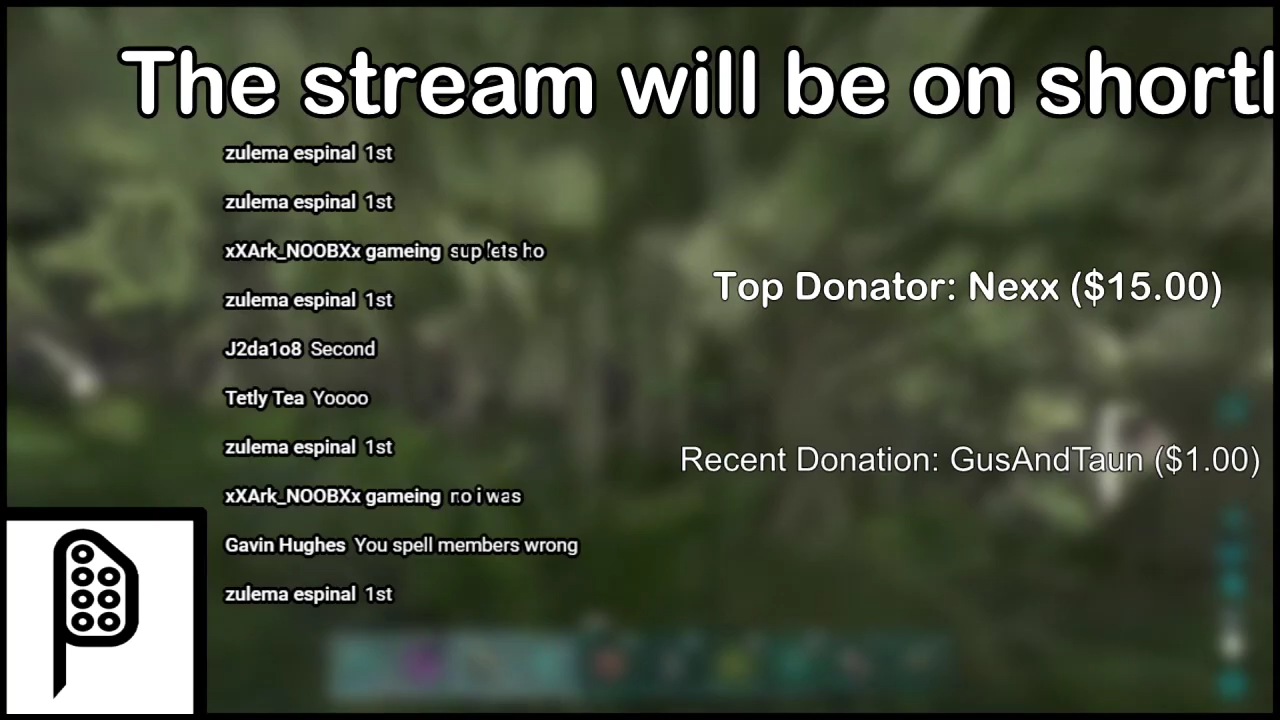 The stream will be on shortl
zulema espinal 1st
zulema espinal 1st
xXArk_NOOBXx gameing sup lets ho
Top Donator: Nexx ($15.00)
zulema espinal 1st
J2da1o8 Second
Tetly Tea Yoooo
zulema espinal 1st
Recent Donation: GusAndTaun ($1.00)
xXArk_NOOBXx gameing no i was
Gavin Hughes You spell members wrong
zulema espinal 1st